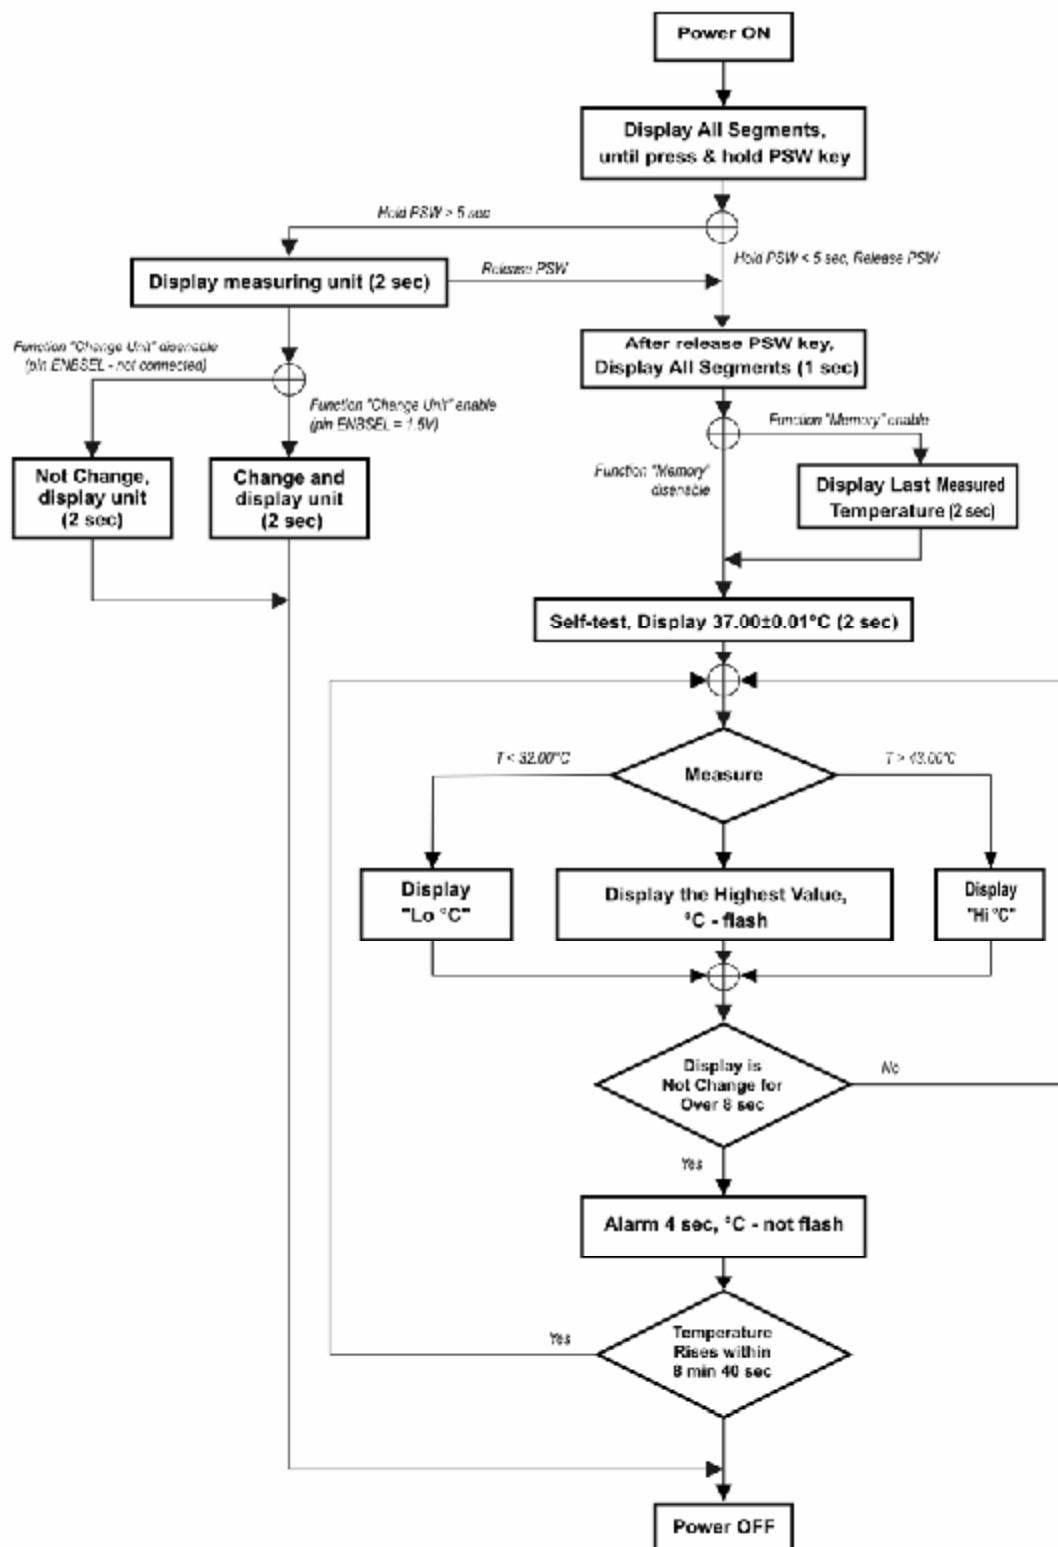 Power ON
Display All Segments,
until press & hold PSW key
Hold PSW > 5 sec
Hold PSW < 5 sec, Release PSW
Display measuring unit (2 sec)
Release PSW
Function "Change Unit" disenable
(pin ENBSEL - not connected)
Function "Change Unit" enable
(pin ENBSEL = 1.5V)
Not Change,
display unit
(2 sec)
Change and
display unit
(2 sec)
After release PSW key,
Display All Segments (1 sec)
Function "Memory" enable
Function "Memory"
disenable
Display Last Measured
Temperature (2 sec)
Self-test, Display 37.00±0.01°C (2 sec)
T < 32.00°C
Measure
T > 43.00°C
Display
"Lo °C"
Display the Highest Value,
°C - flash
Display
"Hi °C"
Display is
Not Change for
Over 8 sec
No
Yes
Alarm 4 sec, °C - not flash
Temperature
Rises within
8 min 40 sec
Yes
Power OFF